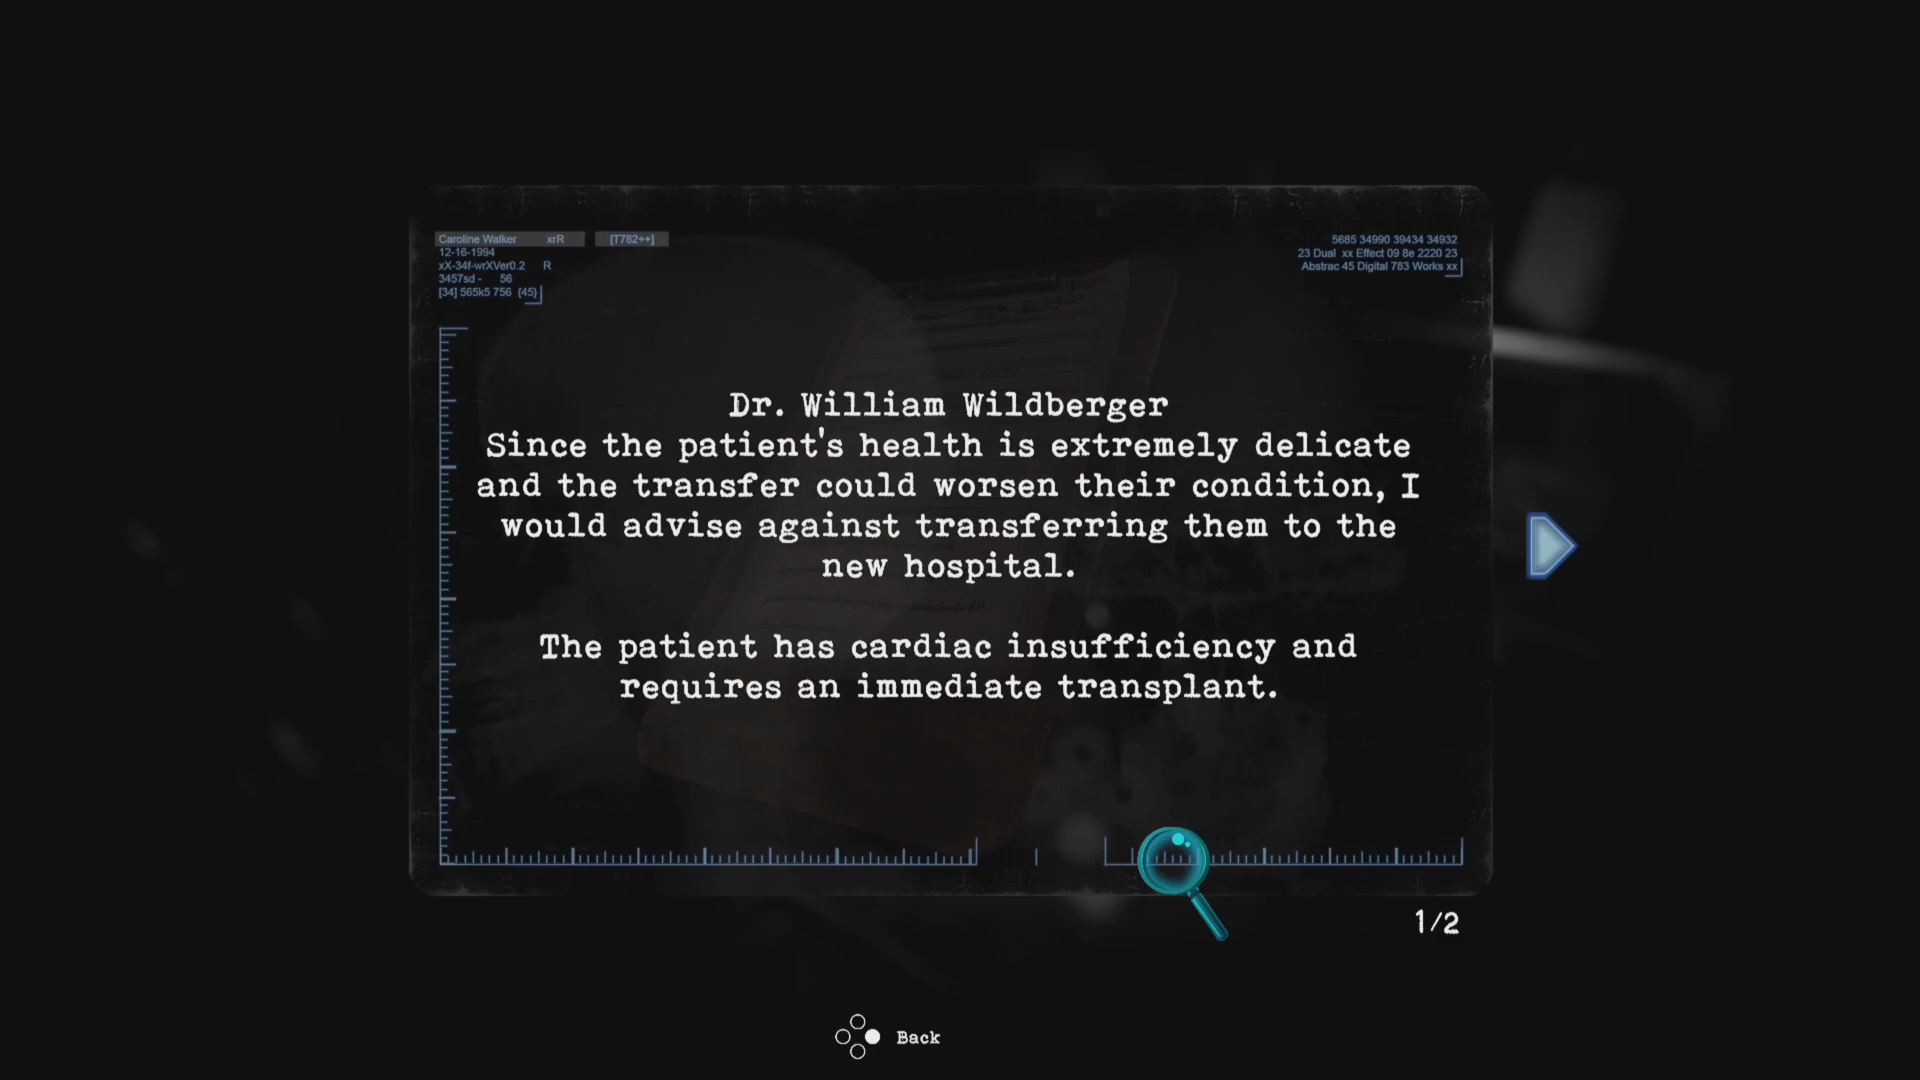 Caroline Walker xrR [T782++]
12-16-1994
xX-34f-wrXVer0.2 R
3457sd - 56
[34] 565k5 756 {45}
5685 34990 39434 34932
23 Dual xx Effect 09 8e 2220 23
Abstrac 45 Digital 783 Works xx
Dr. William Wildberger
Since the patient's health is extremely delicate
and the transfer could worsen their condition, I
would advise against transferring them to the
new hospital.
The patient has cardiac insufficiency and
requires an immediate transplant.
1/2
Back